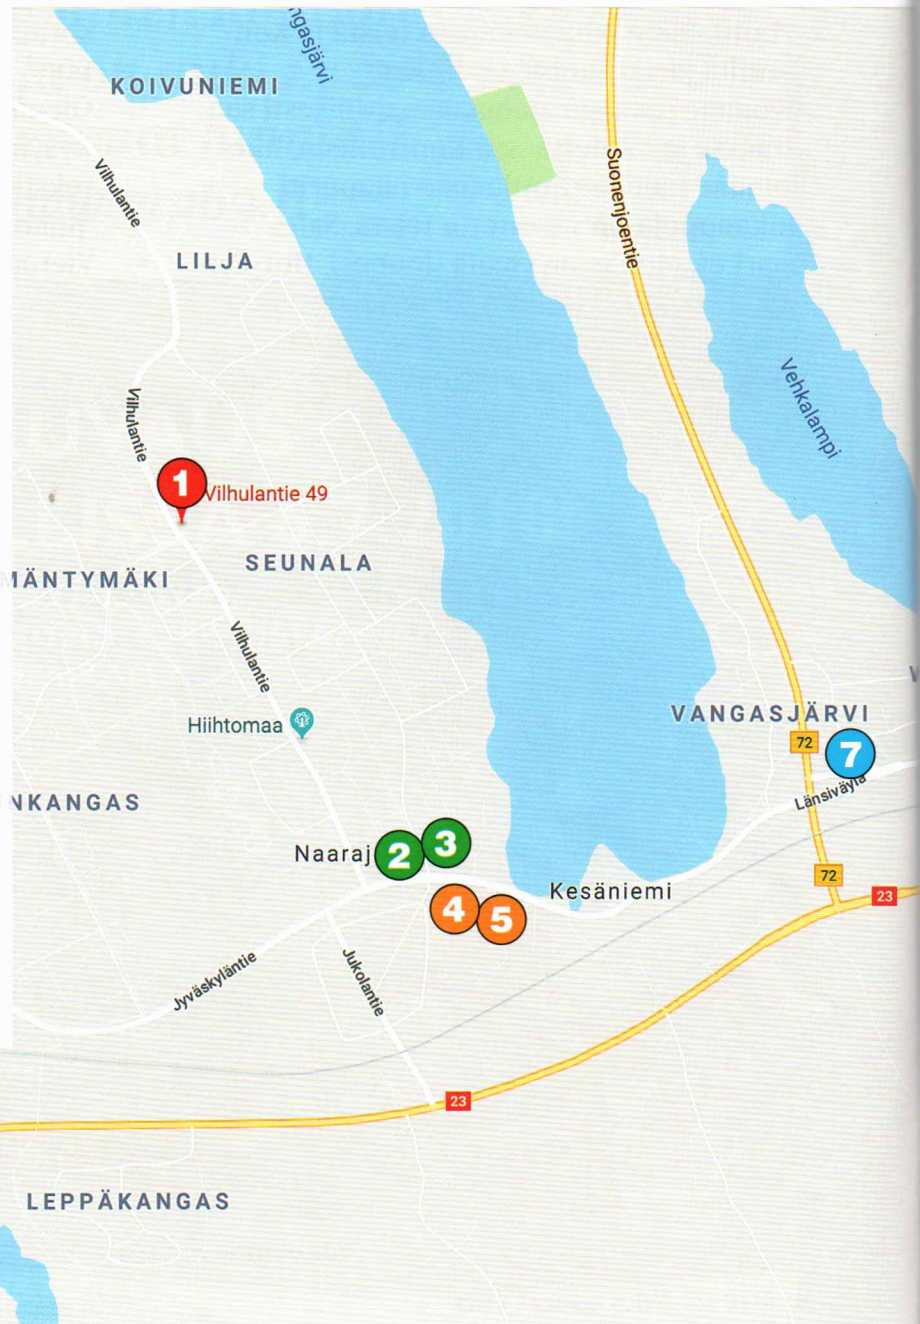 ngasjärvi
KOIVUNIEMI
Vilhulantie
Suonenjoentie
LILJA
Vehkalampi
Vilhulantie
1
Vilhulantie 49
SEUNALA
MÄNTYMÄKI
Vilhulantie
VANGASJÄRVI
Hiihtomaa
72
7
Länsiväylä
NKANGAS
Naaraj
2
3
72
Kesäniemi
23
4
5
Jyväskyläntie
Jukolantie
23
LEPPÄKANGAS